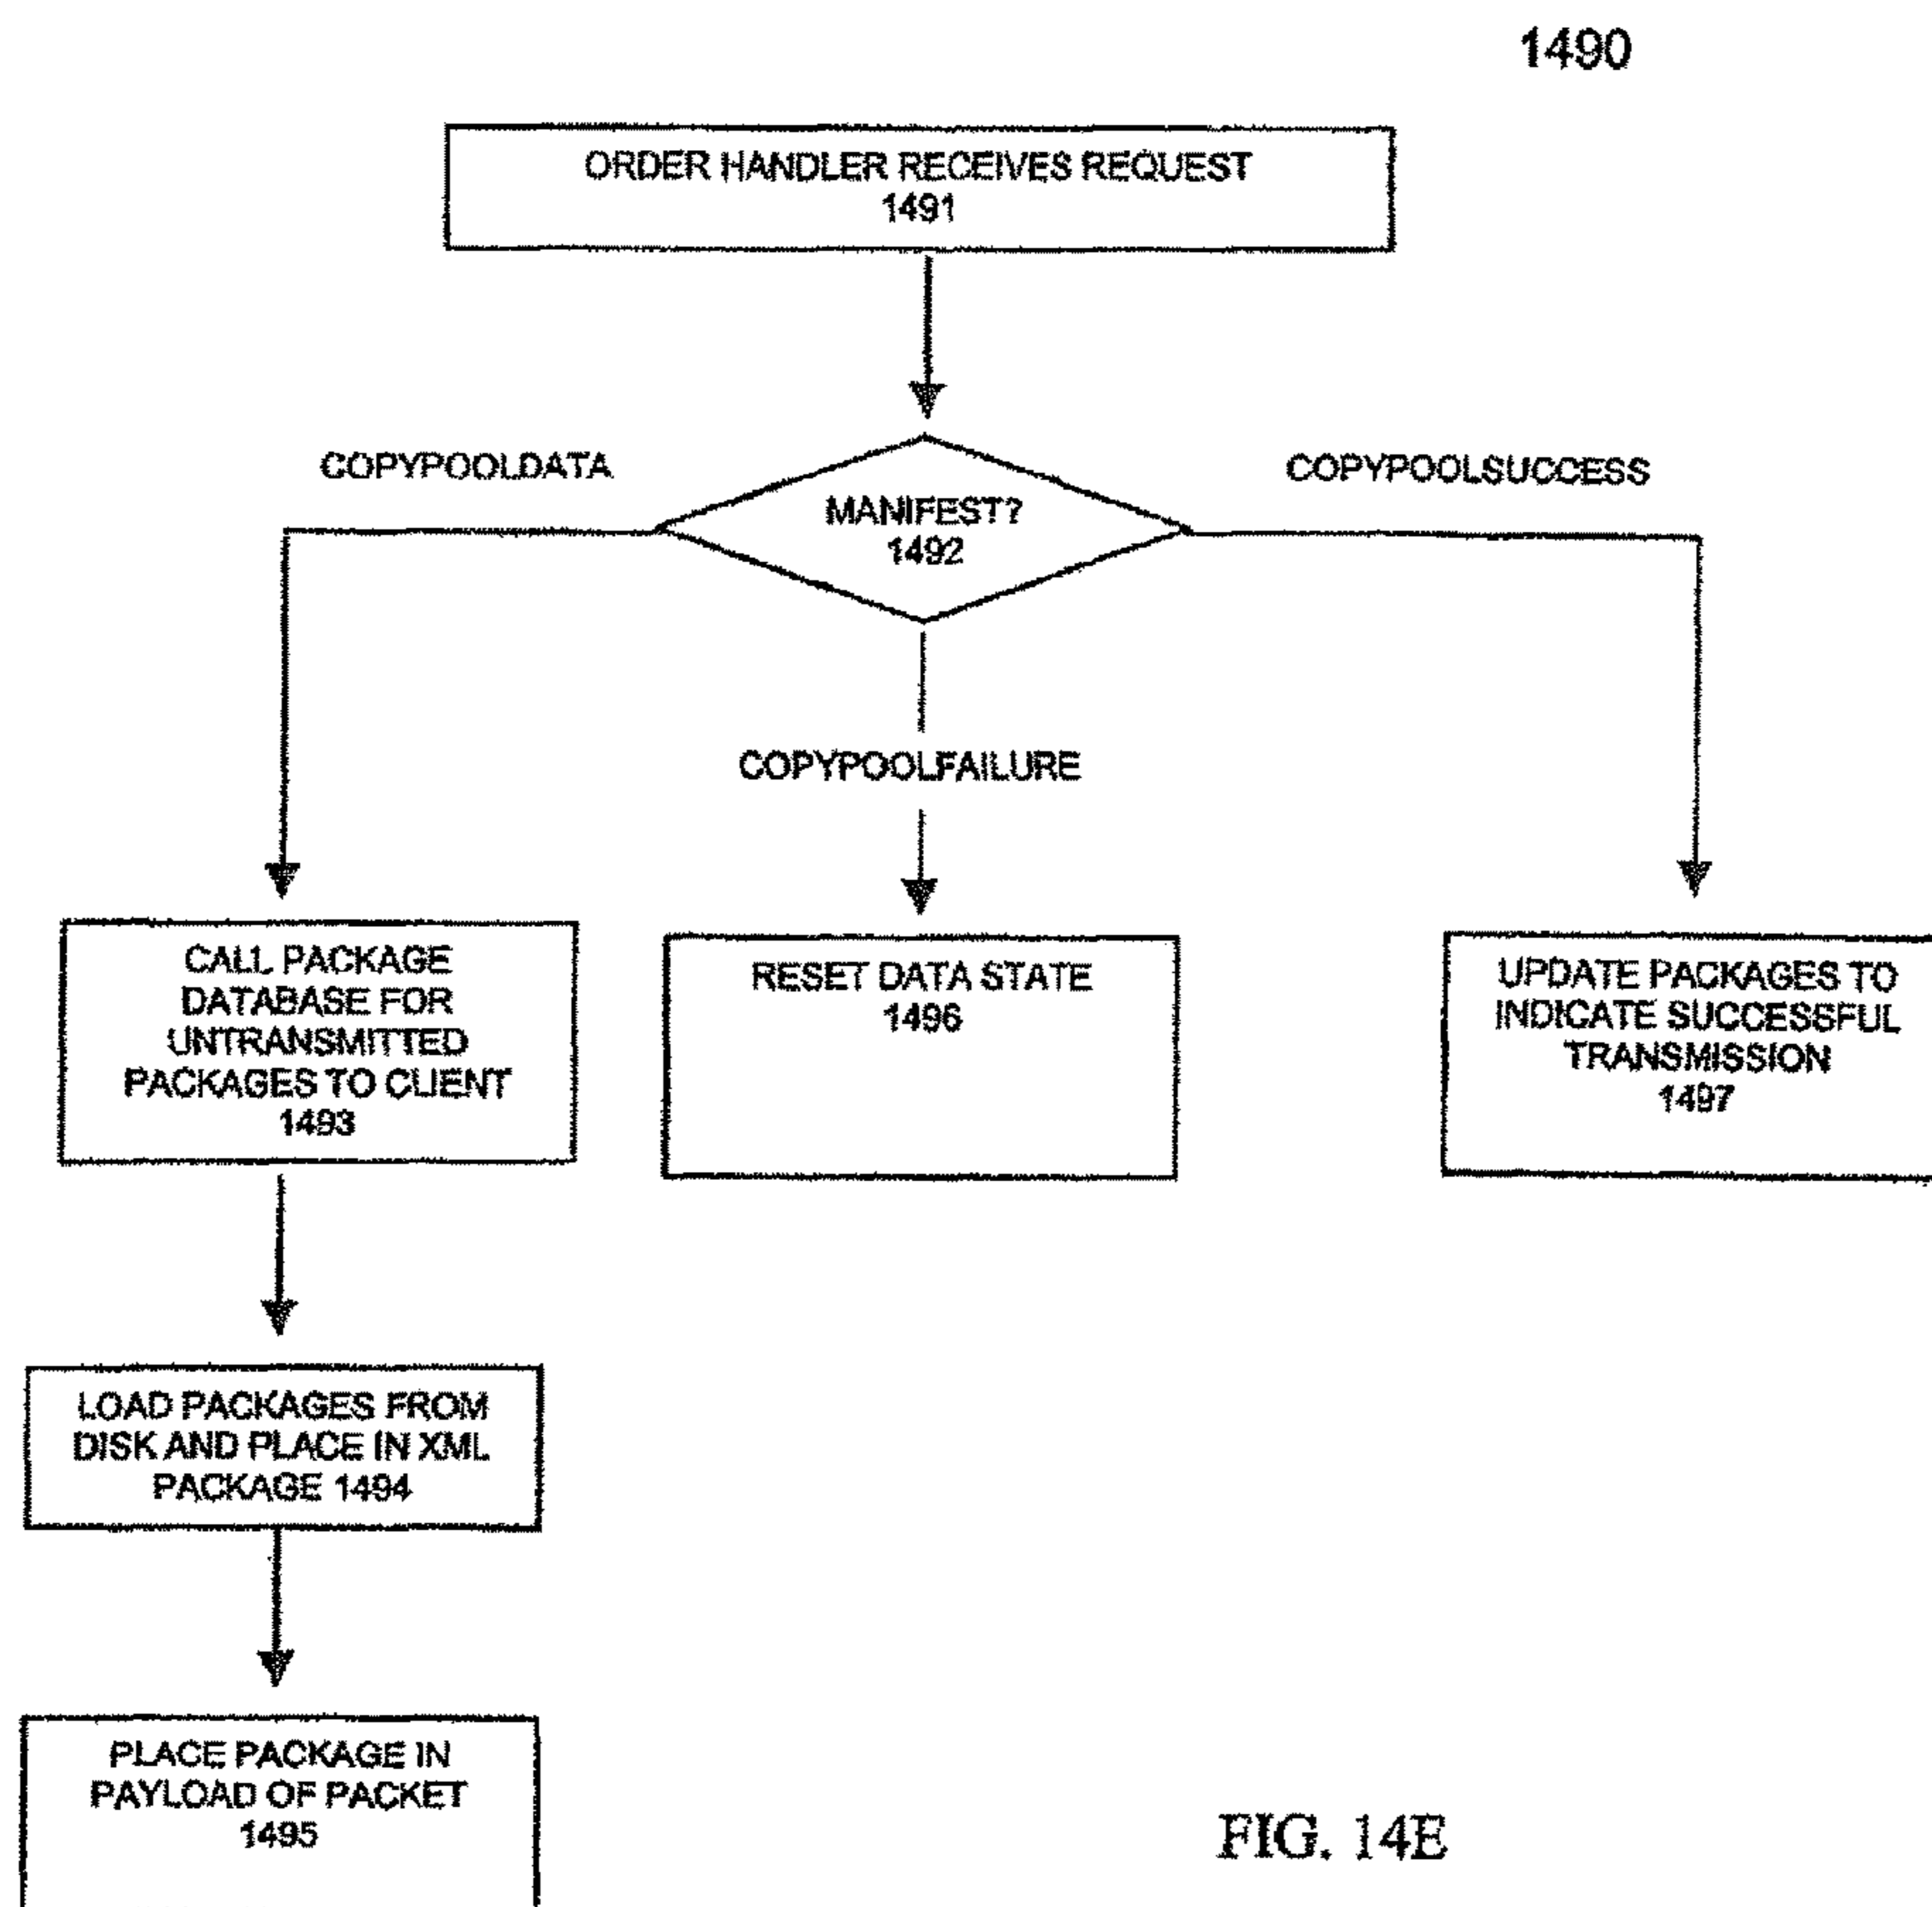 1490
ORDER HANDLER RECEIVES REQUEST
1491
COPYPOOLDATA
COPYPOOLSUCCESS
MANIFEST?
1492
COPYPOOLFAILURE
CALL PACKAGE
DATABASE FOR
UNTRANSMITTED
PACKAGES TO CLIENT
1493
RESET DATA STATE
1496
UPDATE PACKAGES TO
INDICATE SUCCESSFUL
TRANSMISSION
1497
LOAD PACKAGES FROM
DISK AND PLACE IN XML
PACKAGE 1494
PLACE PACKAGE IN
PAYLOAD OF PACKET
1495
FIG. 14E